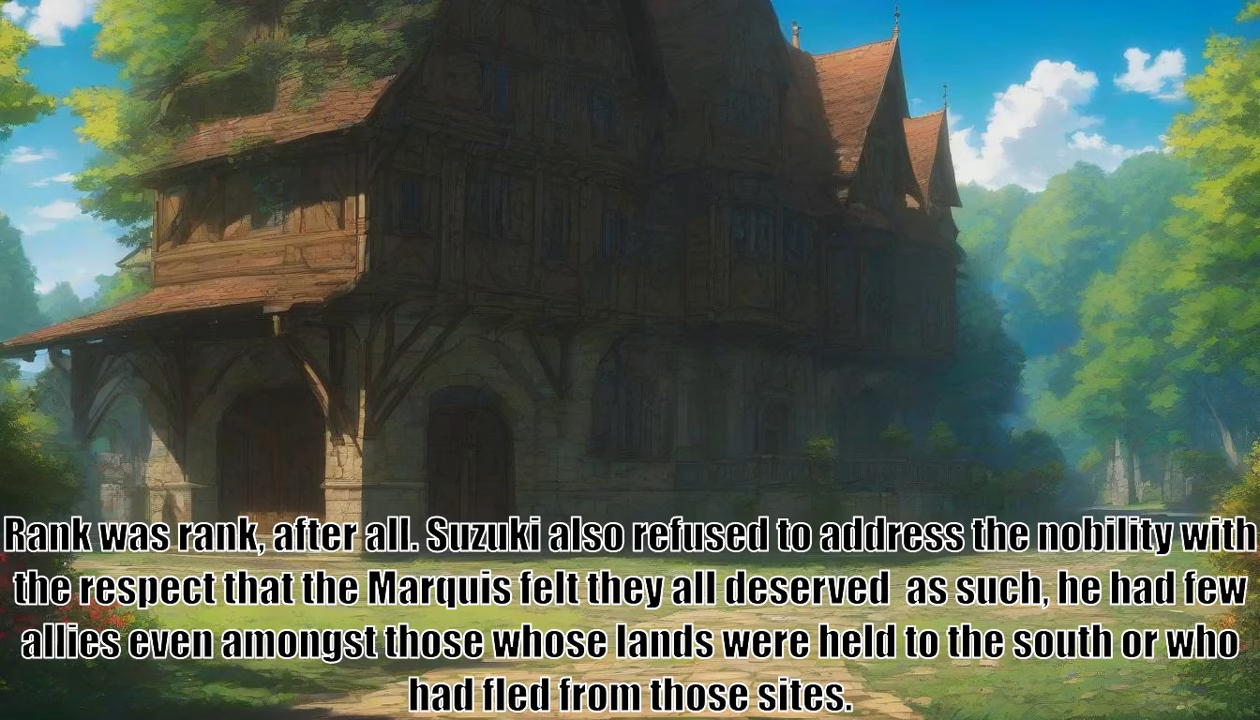 Rank was rank, after all. Suzuki also refused to address the nobility with
the respect that the Marquis felt they all deserved  as such, he had few
allies even amongst those whose lands were held to the south or who
had fled from those sites.